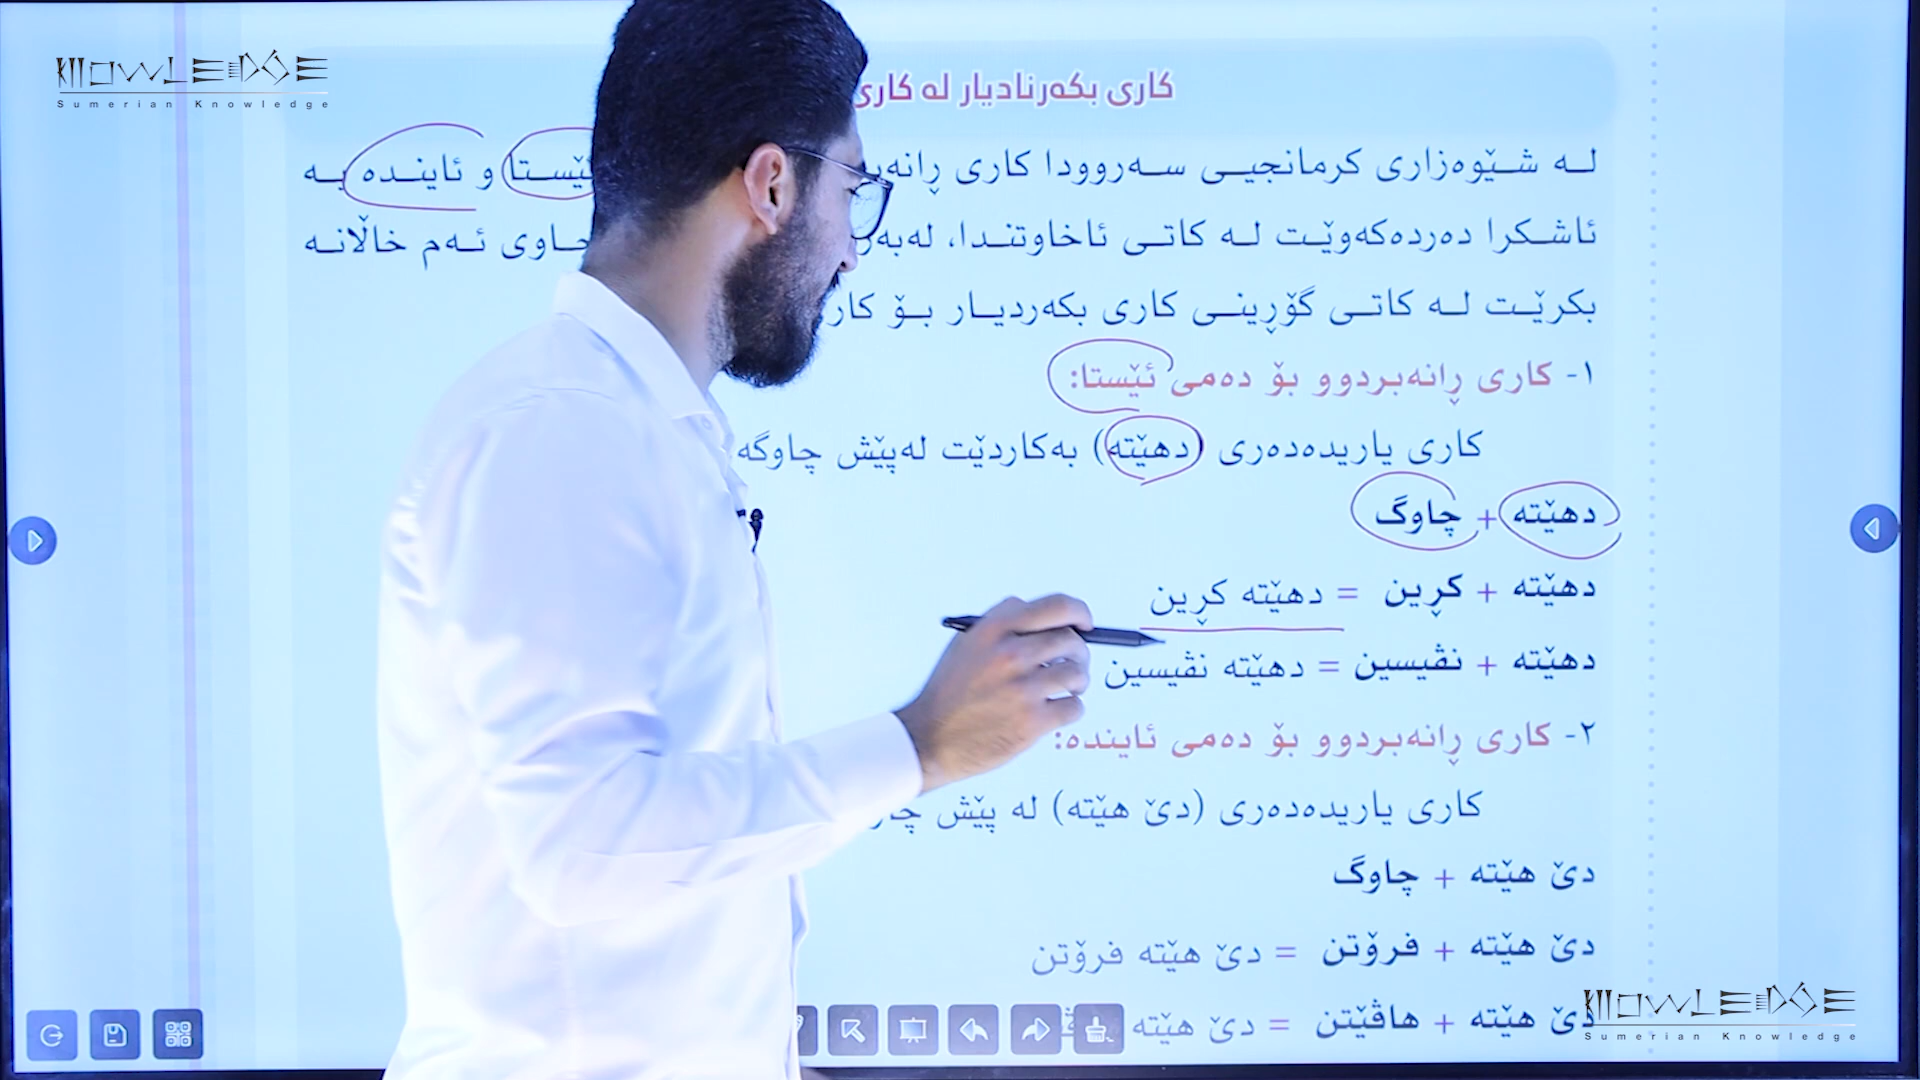 KNOWLEDGE
Sumerian Knowledge
کاری بکەرنادیار لە کاری
لە شێوەزاری کرمانجیی سەروودا کاری ڕانەب ئێستا و ئایندە بە
ئاشکرا دەردەکەوێت لە کاتی ئاخاوتندا، لەبەر چاوی ئەم خاڵانە
بکرێت لە کاتی گۆڕینی کاری بکەردیار بۆ کار
١- کاری ڕانەبردوو بۆ دەمی ئێستا:
کاری یاریدەدەری (دهێتە) بەکاردێت لەپێش چاوگە
دهێتە + چاوگ
دهێتە + کڕین = دهێتە کڕین
دهێتە + نڤیسین = دهێتە نڤیسین
٢- کاری ڕانەبردوو بۆ دەمی ئایندە:
کاری یاریدەدەری (دێ هێتە) لە پێش
دێ هێتە + چاوگ
دێ هێتە + فرۆتن = دێ هێتە فرۆتن
دێ هێتە + هاڤێتن = دێ هێتە
KNOWLEDGE
Sumerian Knowledge